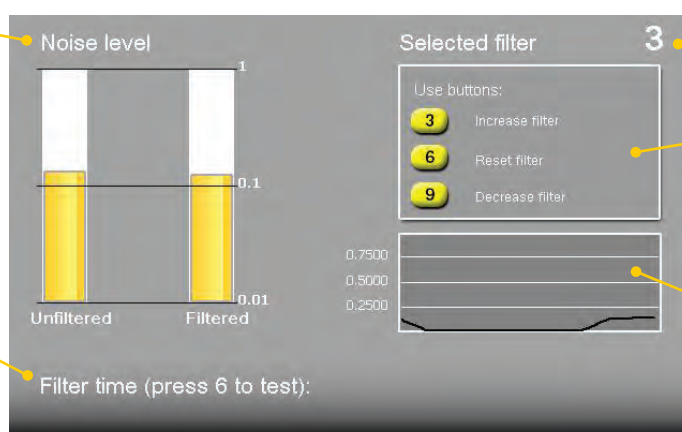 Noise level
1
0.1
0.01
Unfiltered Filtered
Selected filter 3
Use buttons:
3 Increase filter
6 Reset filter
9 Decrease filter
0.7500
0.5000
0.2500
Filter time (press 6 to test):